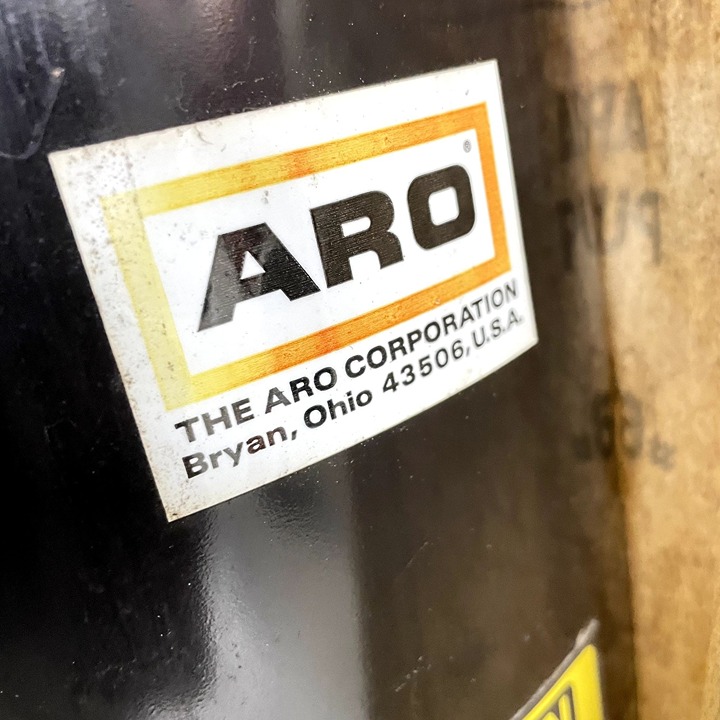 ARO®
THE ARO CORPORATION
Bryan, Ohio 43506, U.S.A.